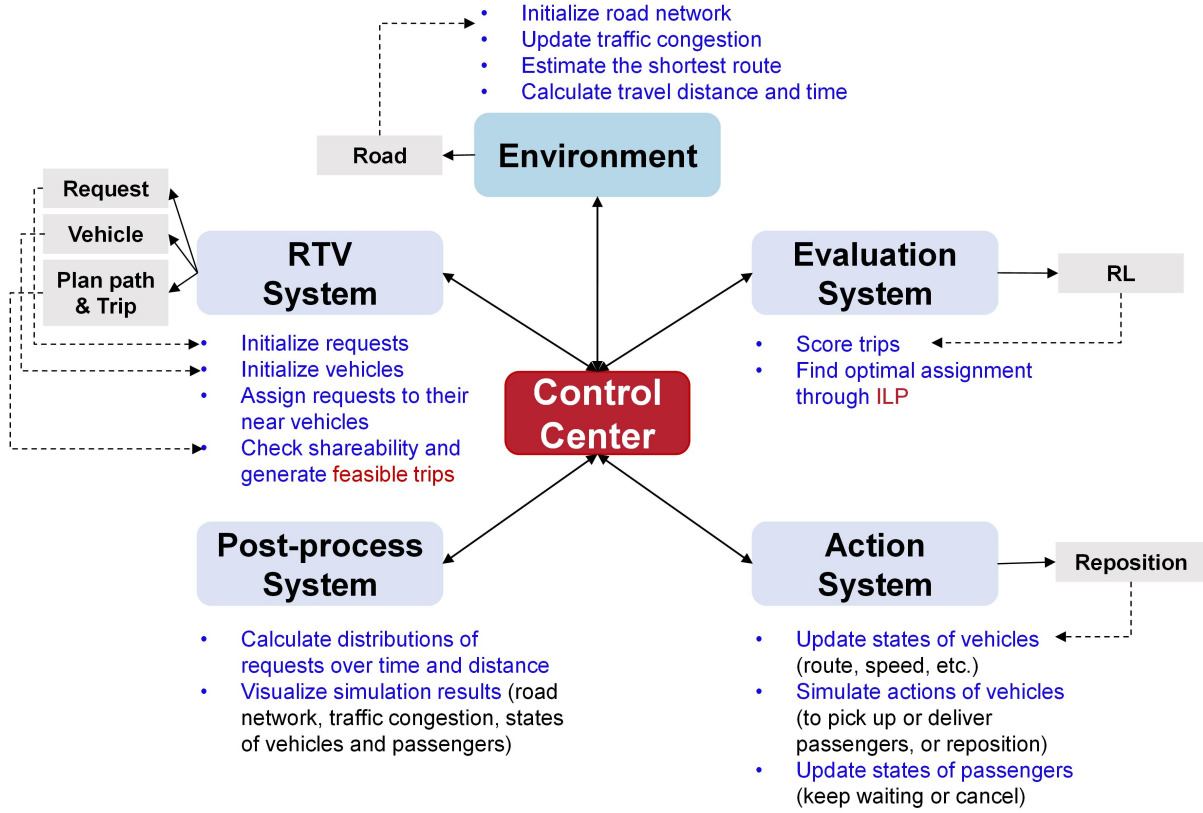 • Initialize road network
• Update traffic congestion
• Estimate the shortest route
• Calculate travel distance and time
Road
Environment
Request
Vehicle
Plan path
& Trip
RTV
System
• Initialize requests
• Initialize vehicles
• Assign requests to their
near vehicles
• Check shareability and
generate feasible trips
Evaluation
System
RL
• Score trips
• Find optimal assignment
through ILP
Control
Center
Post-process
System
• Calculate distributions of
requests over time and distance
• Visualize simulation results (road
network, traffic congestion, states
of vehicles and passengers)
Action
System
Reposition
• Update states of vehicles
(route, speed, etc.)
• Simulate actions of vehicles
(to pick up or deliver
passengers, or reposition)
• Update states of passengers
(keep waiting or cancel)